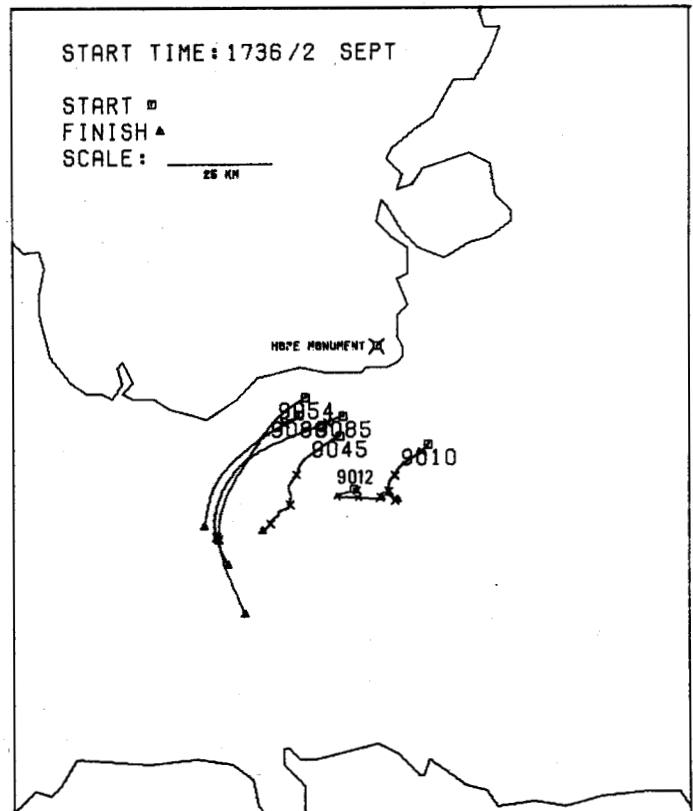 START TIME: 1736/2 SEPT
START
FINISH
SCALE:
25 KM
HOPE MONUMENT
9054
9085
9045
9010
9012